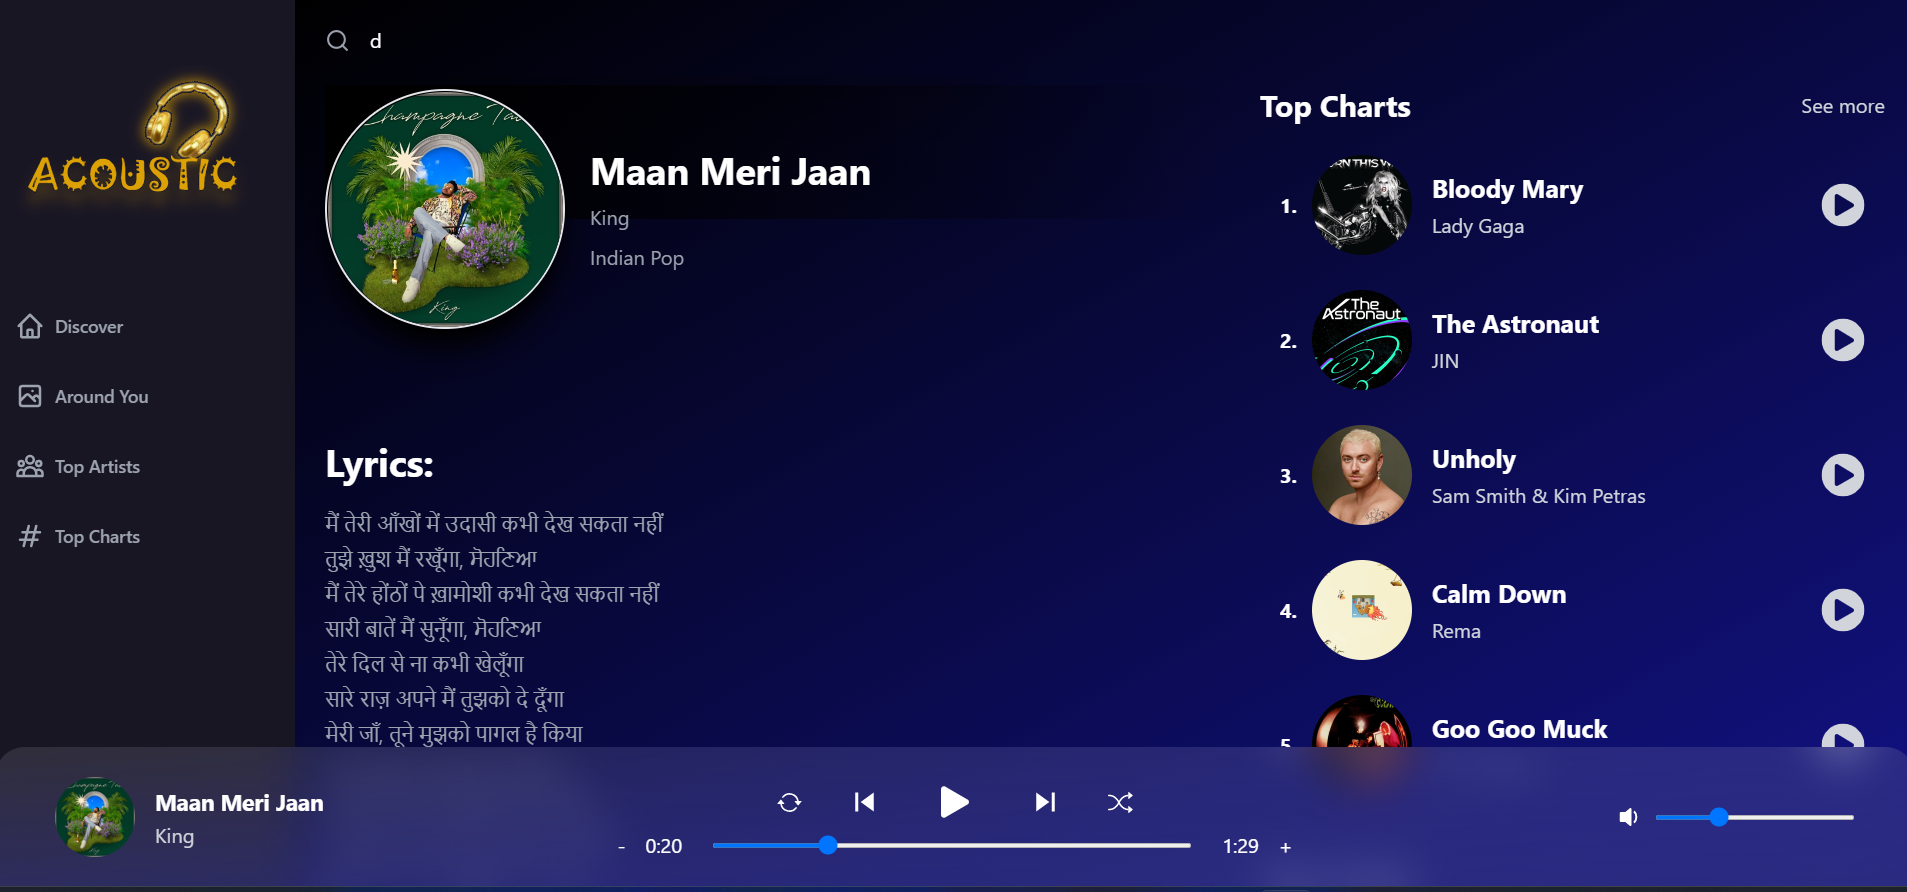 d
ACOUSTIC
Discover
Around You
Top Artists
Top Charts
Champagne Ta
King
Maan Meri Jaan
King
Indian Pop
Lyrics:
मैं तेरी आँखों में उदासी कभी देख सकता नहीं
तुझे ख़ुश मैं रखूँगा, ਸੋਹਣਿਆ
मैं तेरे होंठों पे ख़ामोशी कभी देख सकता नहीं
सारी बातें मैं सुनूँगा, ਸੋਹਣਿਆ
तेरे दिल से ना कभी खेलूँगा
सारे राज़ अपने मैं तुझको दे दूँगा
मेरी जाँ, तूने मुझको पागल है किया
Top Charts
See more
1.
RN THIS W
Bloody Mary
Lady Gaga
2.
The
Astronaut
The Astronaut
JIN
3.
Unholy
Sam Smith & Kim Petras
4.
Calm Down
Rema
5.
Goo Goo Muck
Maan Meri Jaan
King
- 0:20
1:29 +